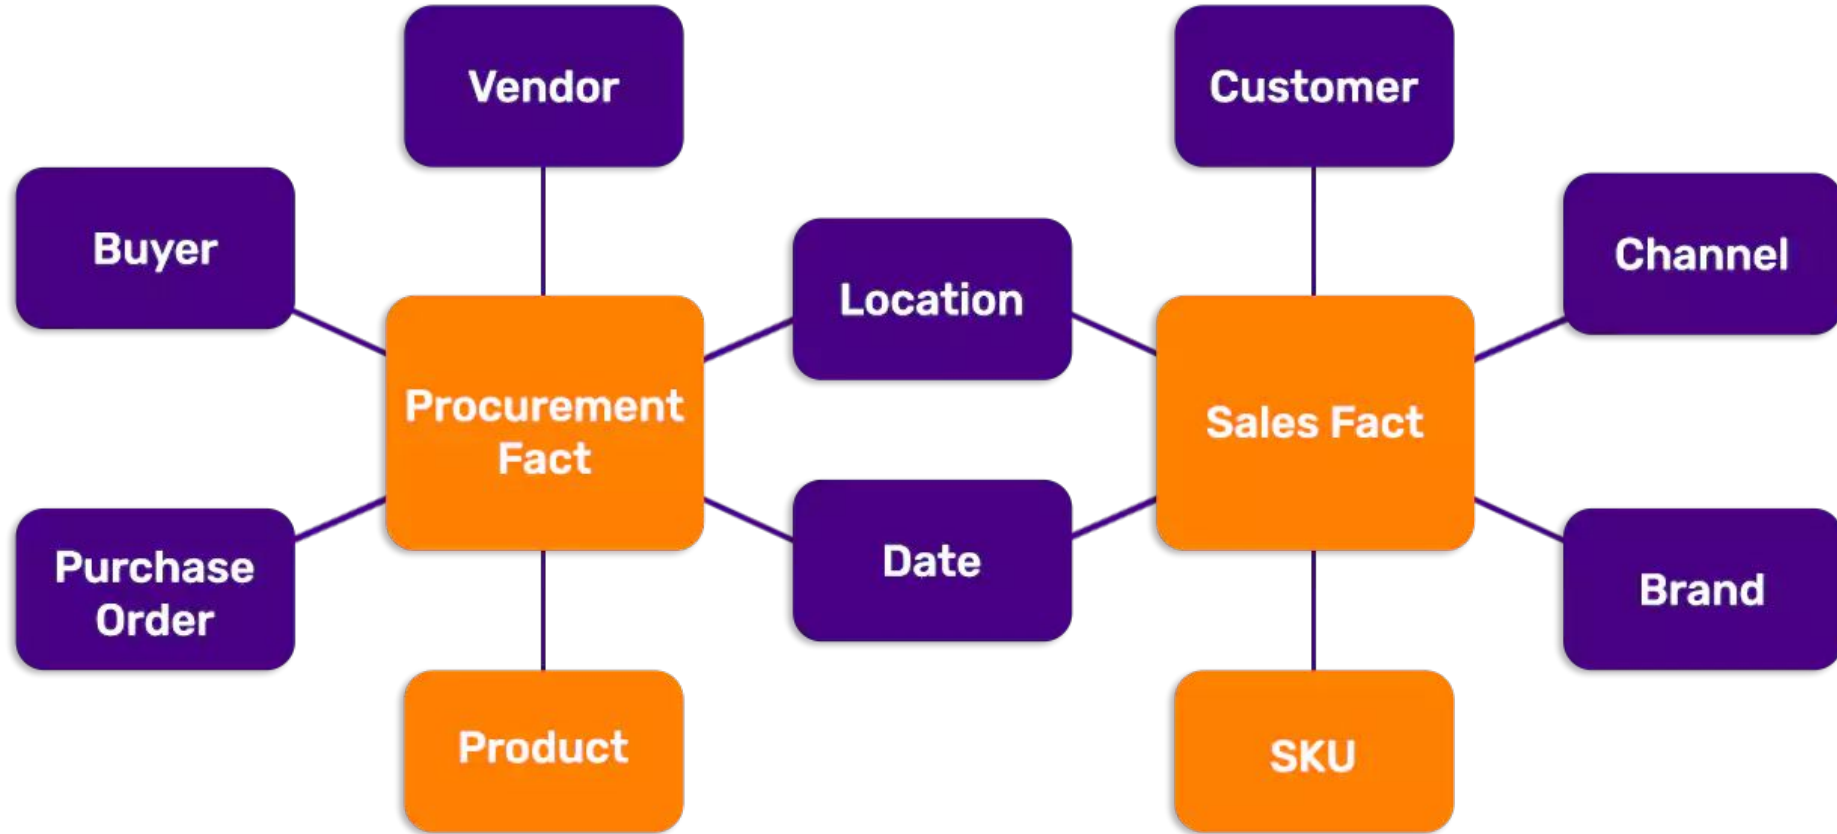 Vendor
Customer
Buyer
Channel
Location
Procurement
Fact
Sales Fact
Purchase
Order
Date
Brand
Product
SKU